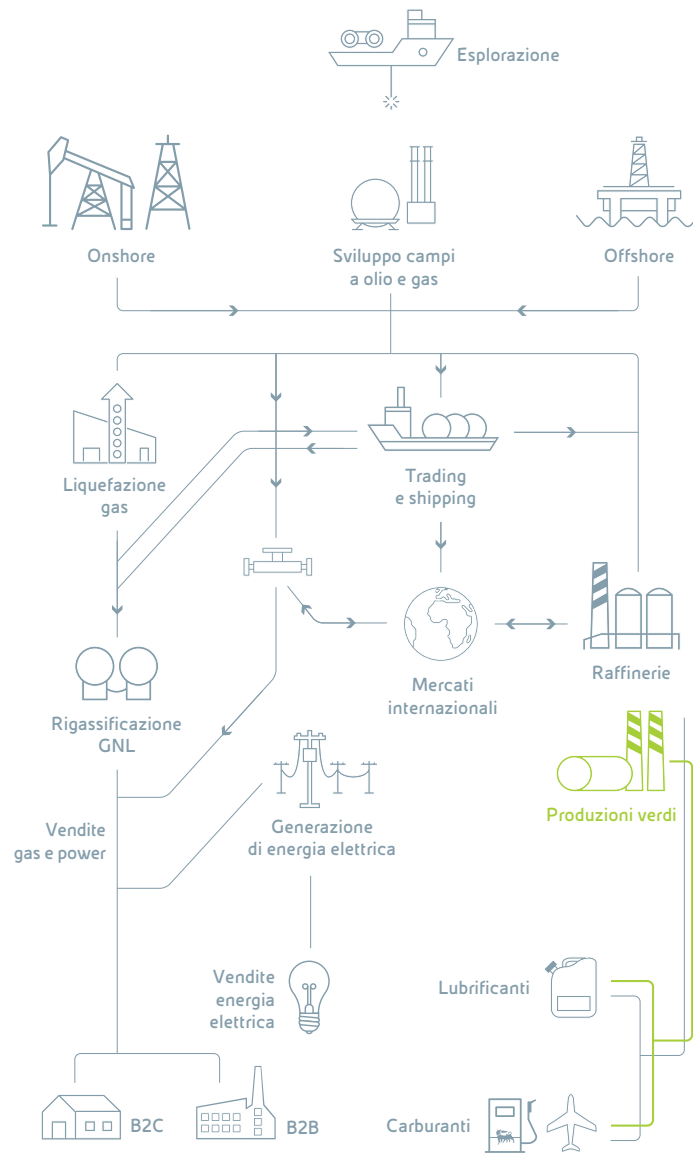 Esplorazione
Onshore
Sviluppo campi
a olio e gas
Offshore
Liquefazione
gas
Trading
e shipping
Rigassificazione
GNL
Mercati
internazionali
Raffinerie
Vendite
gas e power
Generazione
di energia elettrica
Produzioni verdi
Vendite
energia
elettrica
Lubrificanti
B2C
B2B
Carburanti